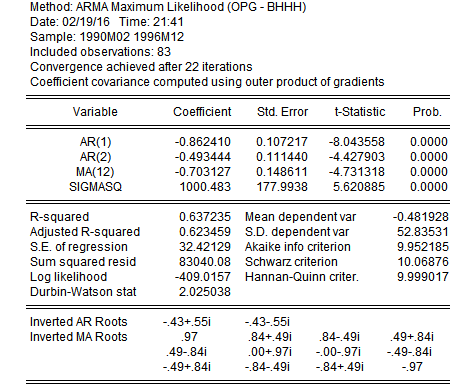 Method: ARMA Maximum Likelihood (OPG - BHHH)
Date: 02/19/16 Time: 21:41
Sample: 1990M02 1996M12
Included observations: 83
Convergence achieved after 22 iterations
Coefficient covariance computed using outer product of gradients
Variable Coefficient Std. Error t-Statistic Prob.
AR(1) -0.862410 0.107217 -8.043558 0.0000
AR(2) -0.493444 0.111440 -4.427903 0.0000
MA(12) -0.703127 0.148611 -4.731318 0.0000
SIGMASQ 1000.483 177.9938 5.620885 0.0000
R-squared 0.637235 Mean dependent var -0.481928
Adjusted R-squared 0.623459 S.D. dependent var 52.83531
S.E. of regression 32.42129 Akaike info criterion 9.952185
Sum squared resid 83040.08 Schwarz criterion 10.06876
Log likelihood -409.0157 Hannan-Quinn criter. 9.999017
Durbin-Watson stat 2.025038
Inverted AR Roots -.43+.55i -.43-.55i
Inverted MA Roots .97 .84+.49i .84-.49i .49+.84i
.49-.84i .00+.97i -.00-.97i -.49-.84i
-.49+.84i -.84-.49i -.84+.49i -.97